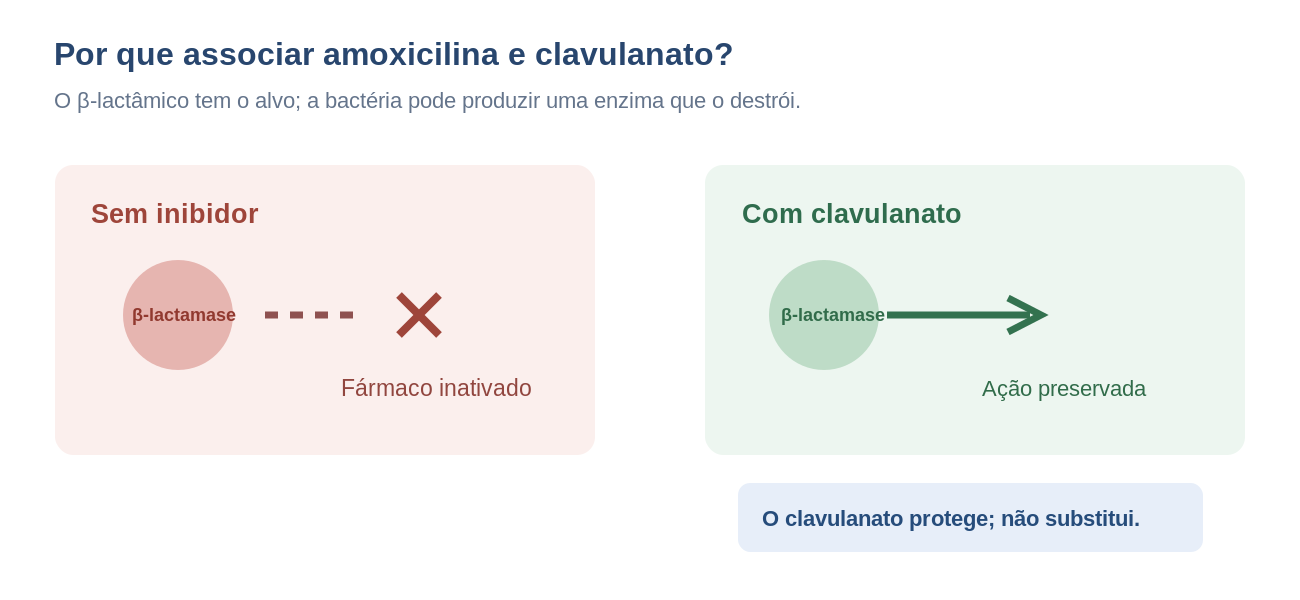 Por que associar amoxicilina e clavulanato?
O β-lactâmico tem o alvo; a bactéria pode produzir uma enzima que o destrói.
Sem inibidor
β-lactamase
Fármaco inativado
Com clavulanato
β-lactamase
Ação preservada
O clavulanato protege; não substitui.